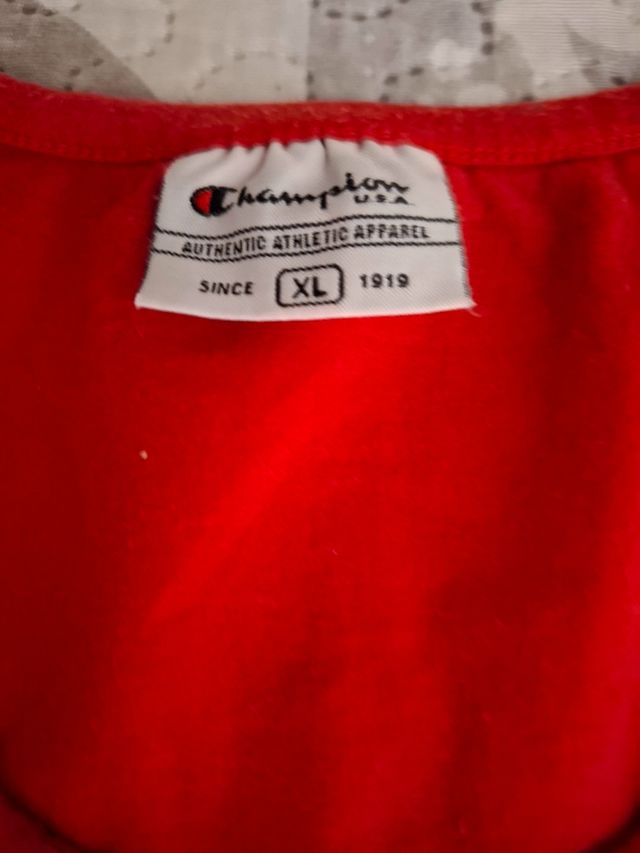 Champion
U.S.A.
AUTHENTIC ATHLETIC APPAREL
SINCE XL 1919